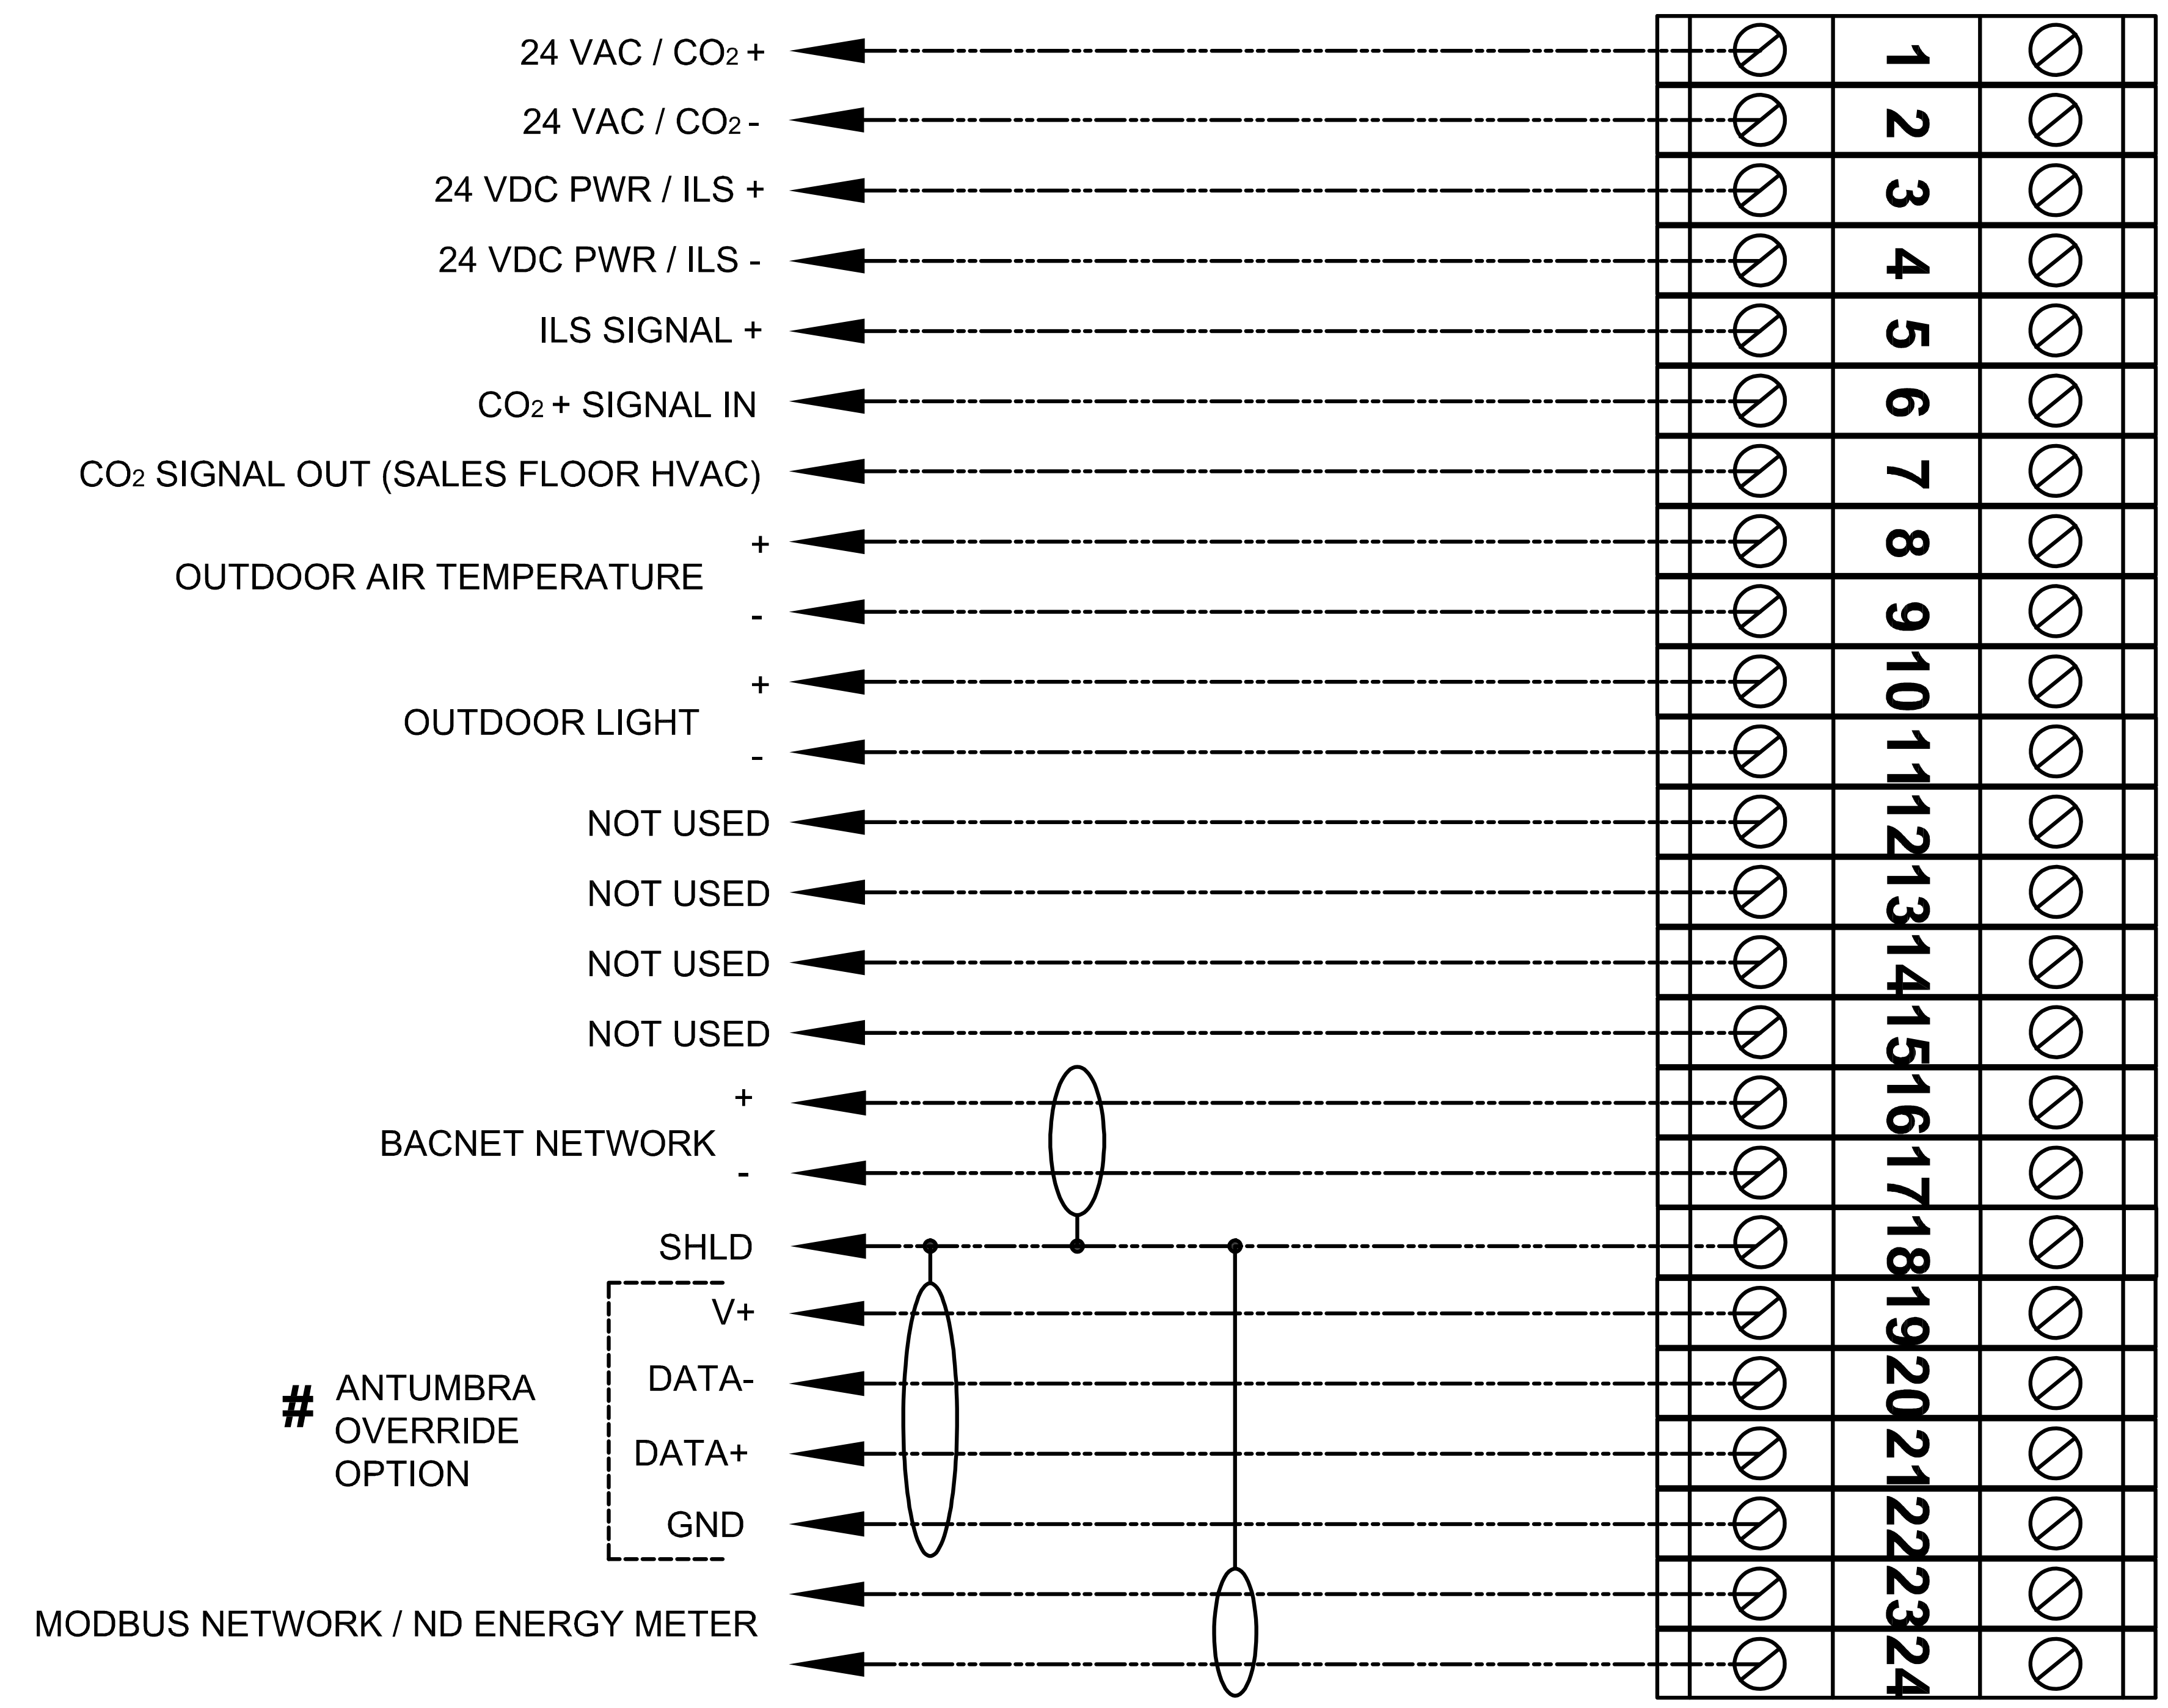 24 VAC / CO2 + 1
24 VAC / CO2 - 2
24 VDC PWR / ILS + 3
24 VDC PWR / ILS - 4
ILS SIGNAL + 5
CO2 + SIGNAL IN 6
CO2 SIGNAL OUT (SALES FLOOR HVAC) 7
+ 8
OUTDOOR AIR TEMPERATURE
- 9
+ 10
OUTDOOR LIGHT
- 11
NOT USED 12
NOT USED 13
NOT USED 14
NOT USED 15
+ 16
BACNET NETWORK
- 17
SHLD 18
V+ 19
DATA- 20
# ANTUMBRA
OVERRIDE
OPTION
DATA+ 21
GND 22
23
MODBUS NETWORK / ND ENERGY METER
24